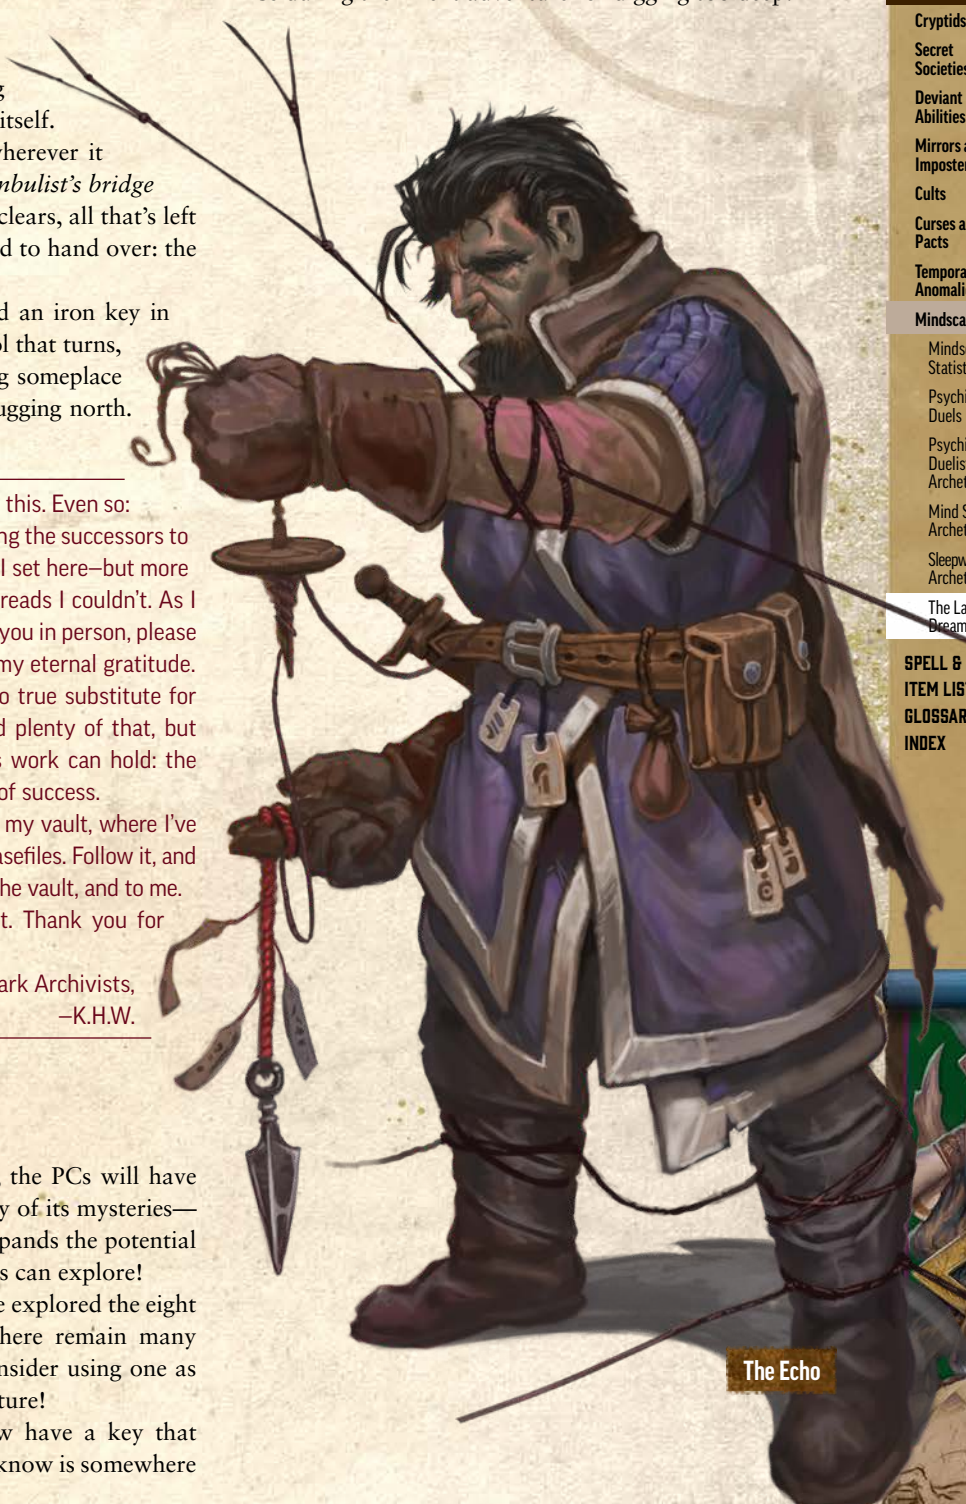 itself.
wherever it
nbulist's bridge
clears, all that's left
d to hand over: the
d an iron key in
l that turns,
g someplace
ugging north.
this. Even so:
ng the successors to
I set here—but more
reads I couldn't. As I
you in person, please
my eternal gratitude.
o true substitute for
d plenty of that, but
s work can hold: the
of success.
my vault, where I've
asefiles. Follow it, and
he vault, and to me.
t. Thank you for
ark Archivists,
–K.H.W.
, the PCs will have
y of its mysteries—
pands the potential
s can explore!
e explored the eight
here remain many
nsider using one as
ture!
w have a key that
know is somewhere
The Echo
Cryptids
Secret
Societies
Deviant
Abilities
Mirrors a
Imposter
Cults
Curses a
Pacts
Tempora
Anomali
Mindsca
Minds
Statist
Psychi
Duels
Psychi
Duelis
Archet
Mind S
Archet
Sleepw
Archet
The La
Dream
SPELL &
ITEM LIS
GLOSSAR
INDEX